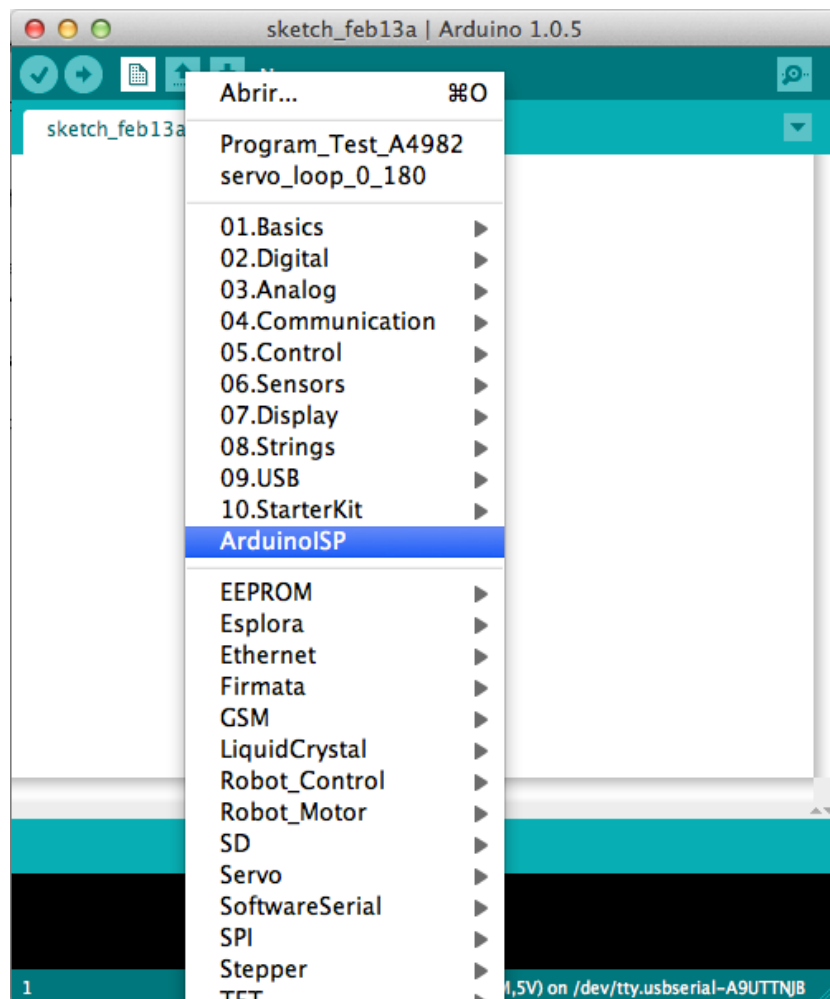 sketch_feb13a | Arduino 1.0.5
Abrir... ⌘O
sketch_feb13a
Program_Test_A4982
servo_loop_0_180
01.Basics
02.Digital
03.Analog
04.Communication
05.Control
06.Sensors
07.Display
08.Strings
09.USB
10.StarterKit
ArduinoISP
EEPROM
Esplora
Ethernet
Firmata
GSM
LiquidCrystal
Robot_Control
Robot_Motor
SD
Servo
SoftwareSerial
SPI
Stepper
TFT
1 ,5V) on /dev/tty.usbserial-A9UTTNJB